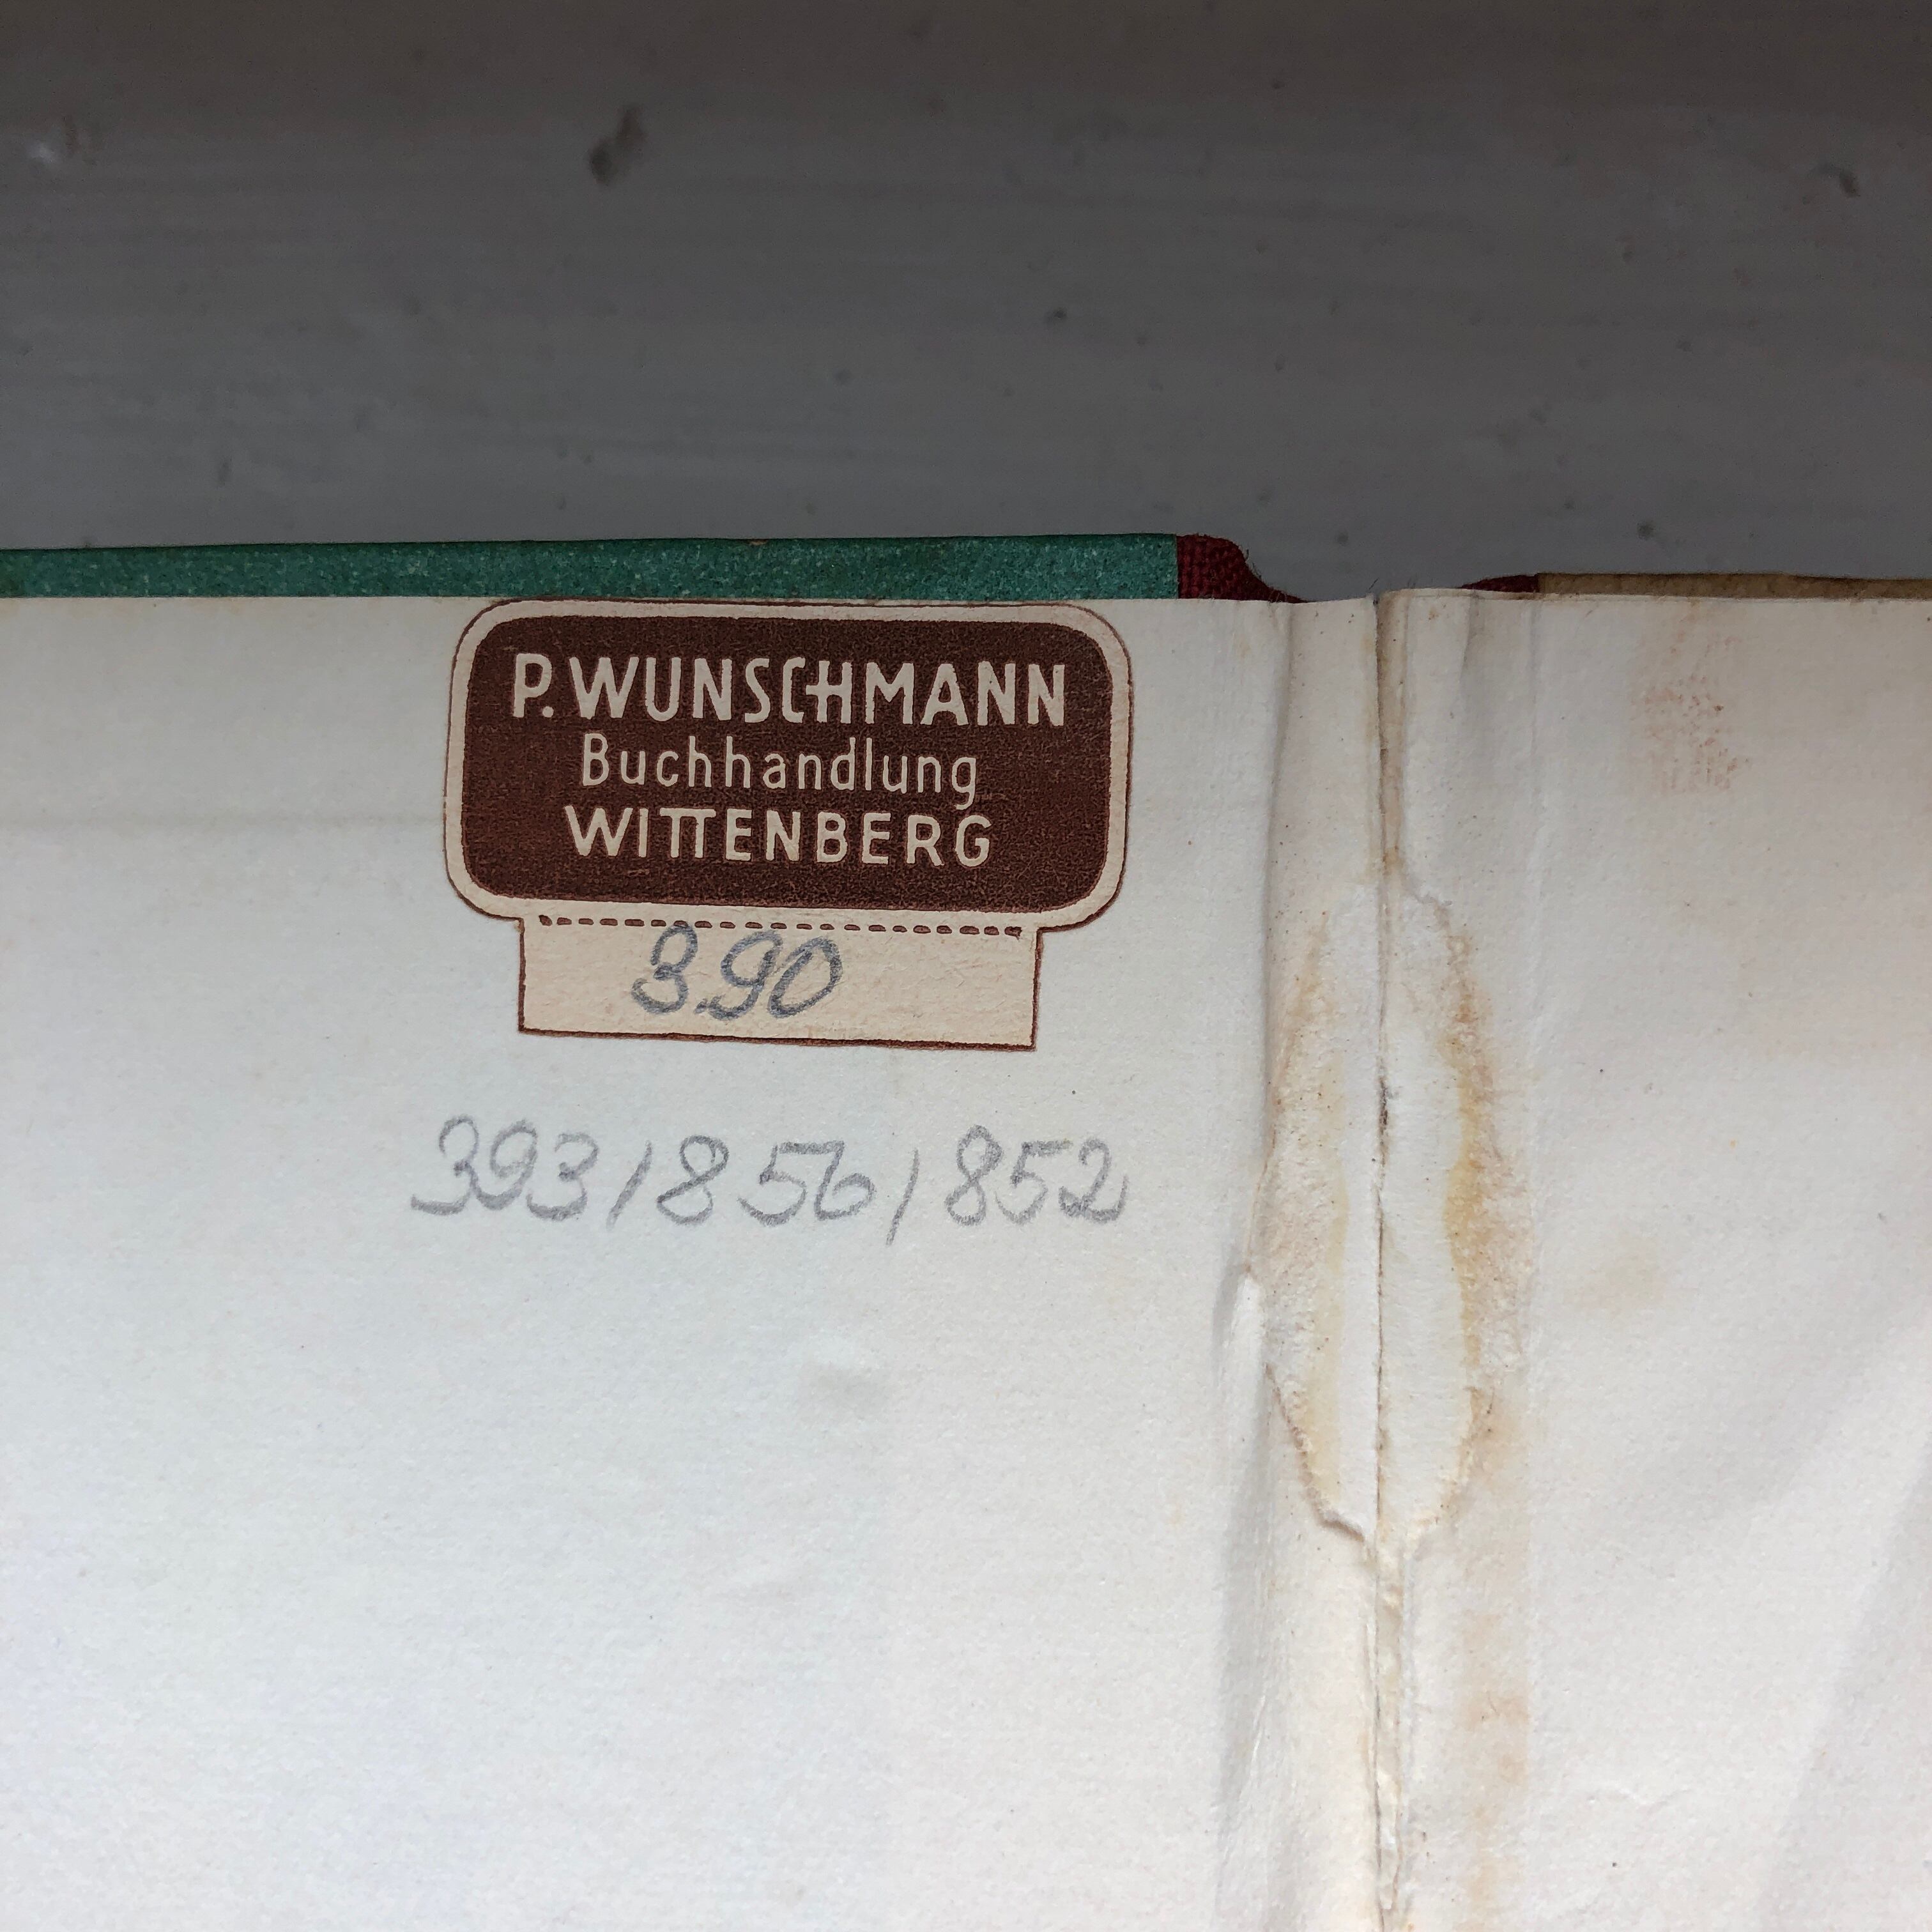 P. WUNSCHMANN
Buchhandlung
WITTENBERG
3.90
393/856/852